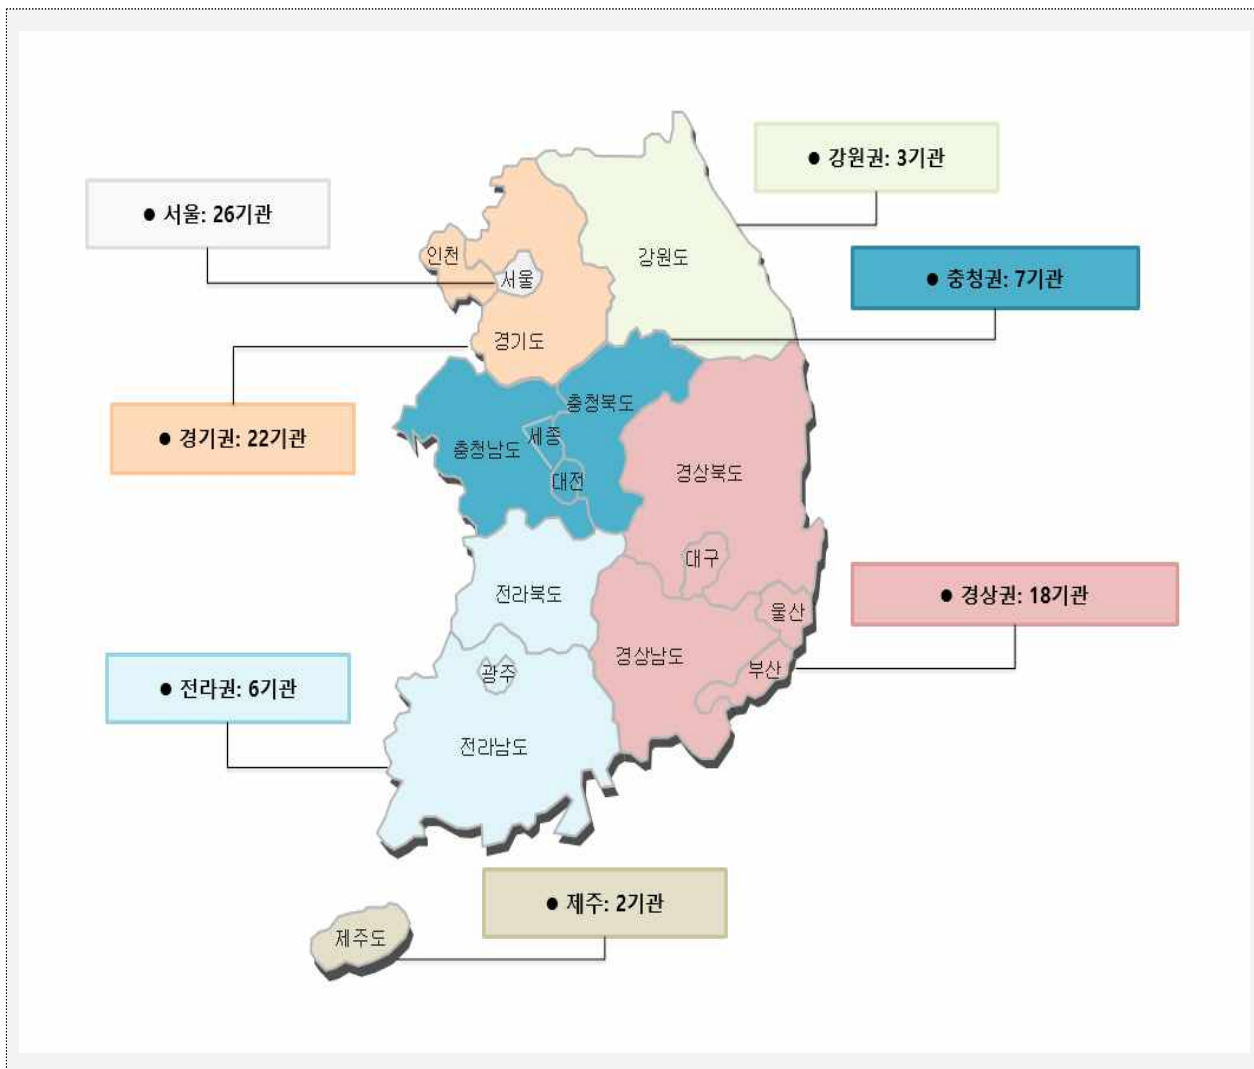 ● 강원권: 3기관
● 서울: 26기관
인천
서울
강원도
● 충청권: 7기관
경기도
● 경기권: 22기관
충청북도
세종
충청남도
대전
경상북도
대구
전라북도
● 경상권: 18기관
울산
경상남도
부산
광주
● 전라권: 6기관
전라남도
● 제주: 2기관
제주도